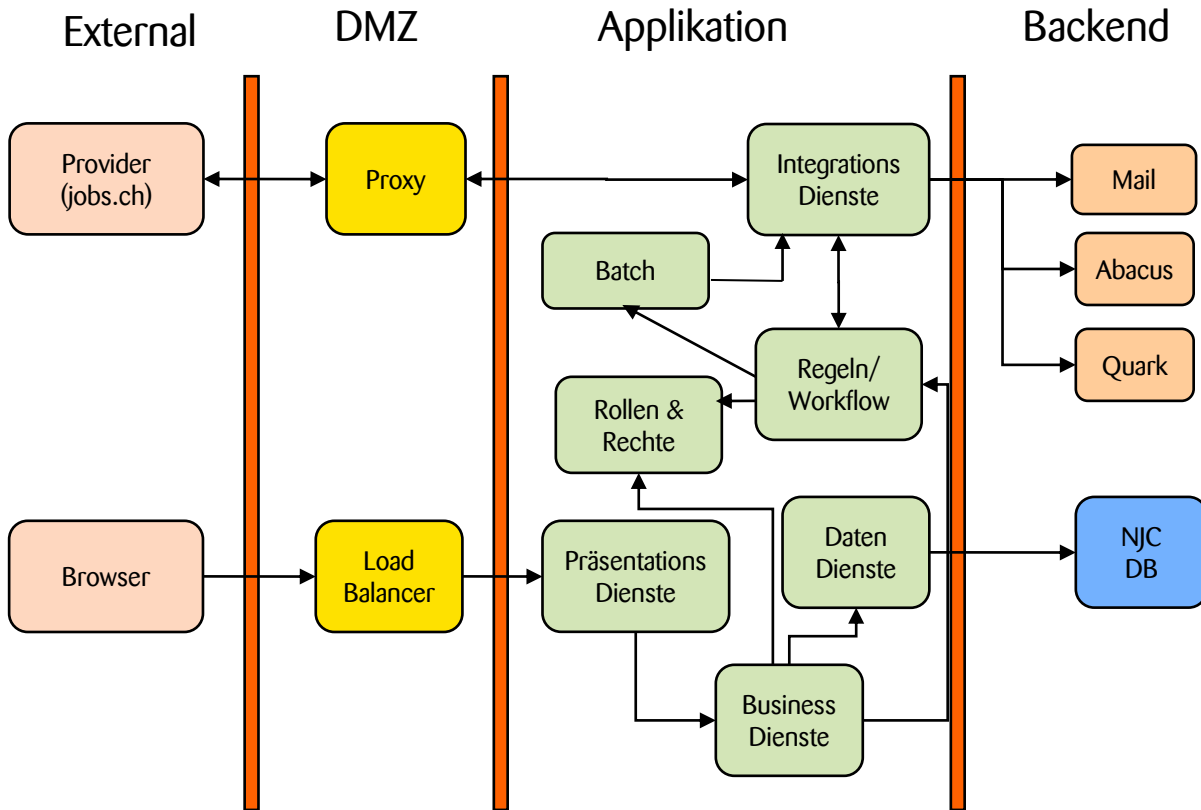 External
DMZ
Applikation
Backend
Provider
(jobs.ch)
Proxy
Integrations
Dienste
Mail
Batch
Abacus
Regeln/
Workflow
Quark
Rollen &
Rechte
Browser
Load
Balancer
Präsentations
Dienste
Daten
Dienste
NJC
DB
Business
Dienste